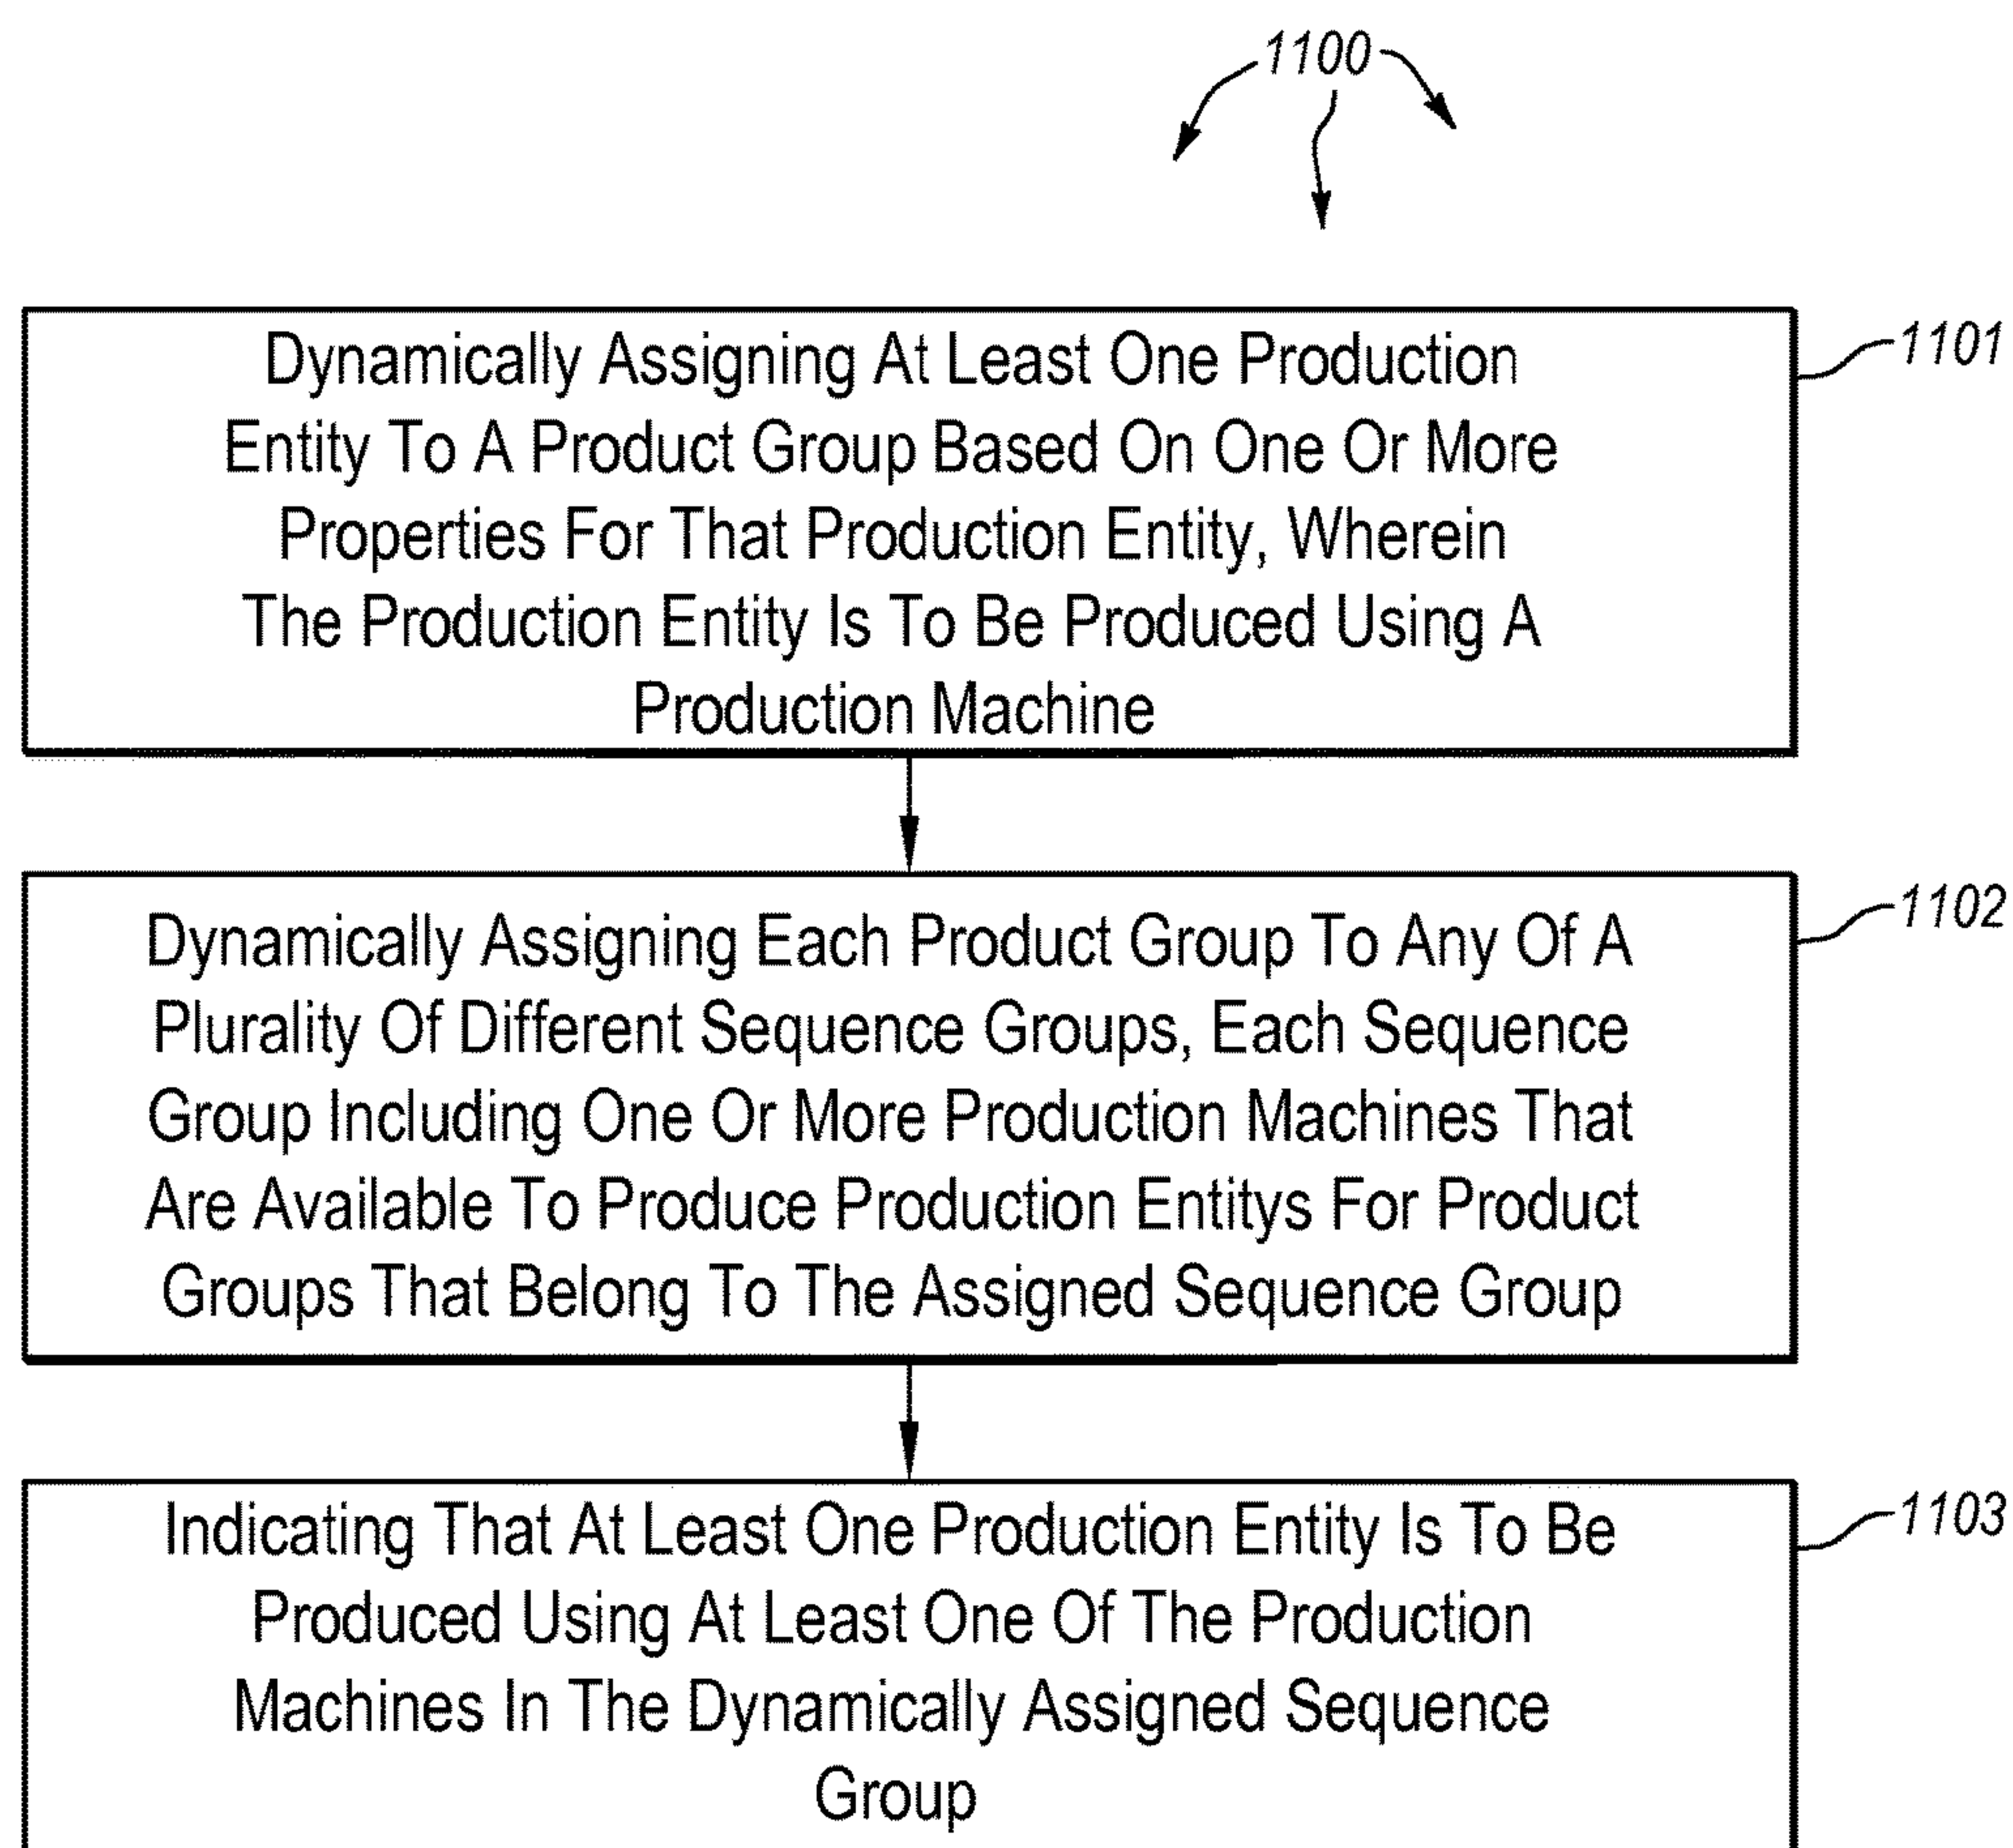 1100
Dynamically Assigning At Least One Production
Entity To A Product Group Based On One Or More
Properties For That Production Entity, Wherein
The Production Entity Is To Be Produced Using A
Production Machine
1101
Dynamically Assigning Each Product Group To Any Of A
Plurality Of Different Sequence Groups, Each Sequence
Group Including One Or More Production Machines That
Are Available To Produce Production Entitys For Product
Groups That Belong To The Assigned Sequence Group
1102
Indicating That At Least One Production Entity Is To Be
Produced Using At Least One Of The Production
Machines In The Dynamically Assigned Sequence
Group
1103